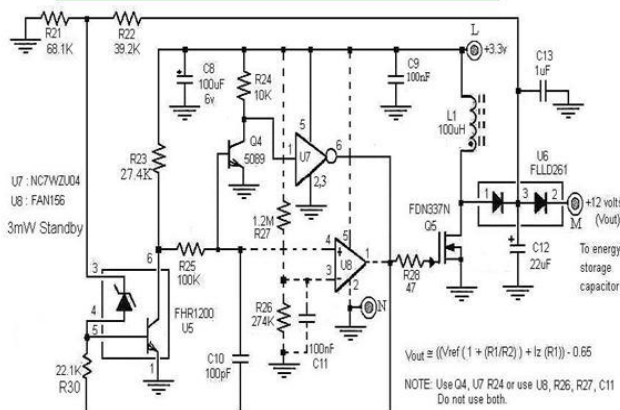 R21
68.1K
R22
39.2K
L
+3.3v
C8
100uF
6v
R24
10K
C9
100nF
C13
1uF
L1
100uH
Q4
5089
5
1
U7
6
2,3
U6
FLLD261
1
3
2
+12 volts
(Vout)
M
R23
27.4K
U7 : NC7WZU04
U8 : FAN156
3mW Standby
FDN337N
Q5
1.2M
R27
To energy
storage
capacitor
C12
22uF
R25
100K
4
5
+
U8
1
-
3
2
R28
47
N
3
6
4
5
1
FHR1200
U5
R26
274K
100nF
C11
C10
100pF
22.1K
R30
Vout = ((Vref ( 1 + (R1/R2) ) + Iz (R1)) - 0.65
NOTE: Use Q4, U7 R24 or use U8, R26, R27, C11
Do not use both.